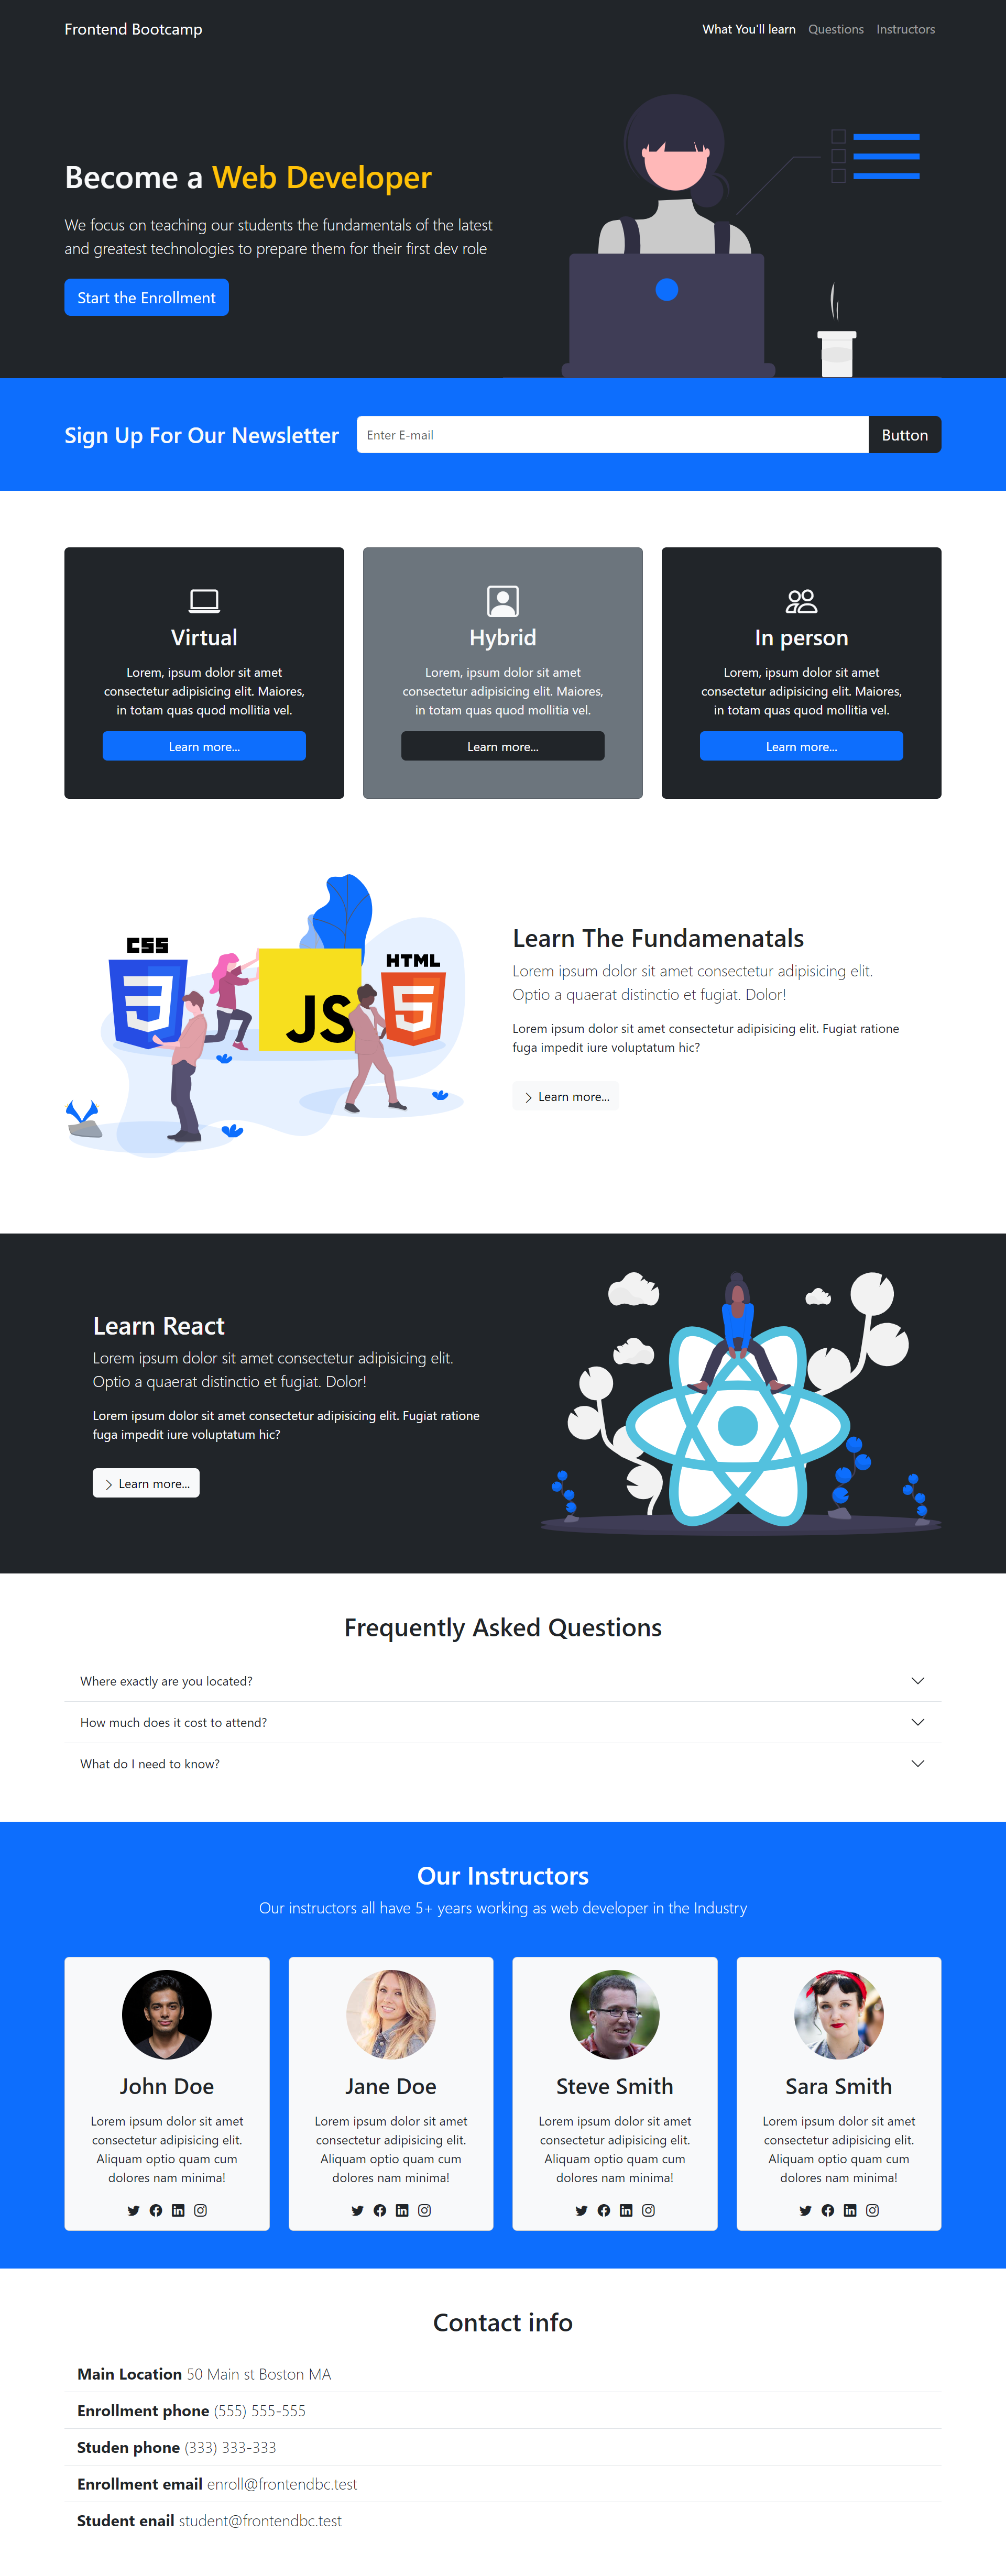 Frontend Bootcamp
What You'll learn Questions Instructors
Become a Web Developer
We focus on teaching our students the fundamentals of the latest
and greatest technologies to prepare them for their first dev role
Start the Enrollment
Sign Up For Our Newsletter
Enter E-mail
Button
Virtual
Lorem, ipsum dolor sit amet
consectetur adipisicing elit. Maiores,
in totam quas quod mollitia vel.
Learn more...
Hybrid
Lorem, ipsum dolor sit amet
consectetur adipisicing elit. Maiores,
in totam quas quod mollitia vel.
Learn more...
In person
Lorem, ipsum dolor sit amet
consectetur adipisicing elit. Maiores,
in totam quas quod mollitia vel.
Learn more...
CSS
3
JS
HTML
5
Learn The Fundamenatals
Lorem ipsum dolor sit amet consectetur adipisicing elit.
Optio a quaerat distinctio et fugiat. Dolor!
Lorem ipsum dolor sit amet consectetur adipisicing elit. Fugiat ratione
fuga impedit iure voluptatum hic?
Learn more...
Learn React
Lorem ipsum dolor sit amet consectetur adipisicing elit.
Optio a quaerat distinctio et fugiat. Dolor!
Lorem ipsum dolor sit amet consectetur adipisicing elit. Fugiat ratione
fuga impedit iure voluptatum hic?
Learn more...
Frequently Asked Questions
Where exactly are you located?
How much does it cost to attend?
What do I need to know?
Our Instructors
Our instructors all have 5+ years working as web developer in the Industry
John Doe
Lorem ipsum dolor sit amet
consectetur adipisicing elit.
Aliquam optio quam cum
dolores nam minima!
Jane Doe
Lorem ipsum dolor sit amet
consectetur adipisicing elit.
Aliquam optio quam cum
dolores nam minima!
Steve Smith
Lorem ipsum dolor sit amet
consectetur adipisicing elit.
Aliquam optio quam cum
dolores nam minima!
Sara Smith
Lorem ipsum dolor sit amet
consectetur adipisicing elit.
Aliquam optio quam cum
dolores nam minima!
Contact info
Main Location 50 Main st Boston MA
Enrollment phone (555) 555-555
Studen phone (333) 333-333
Enrollment email enroll@frontendbc.test
Student enail student@frontendbc.test